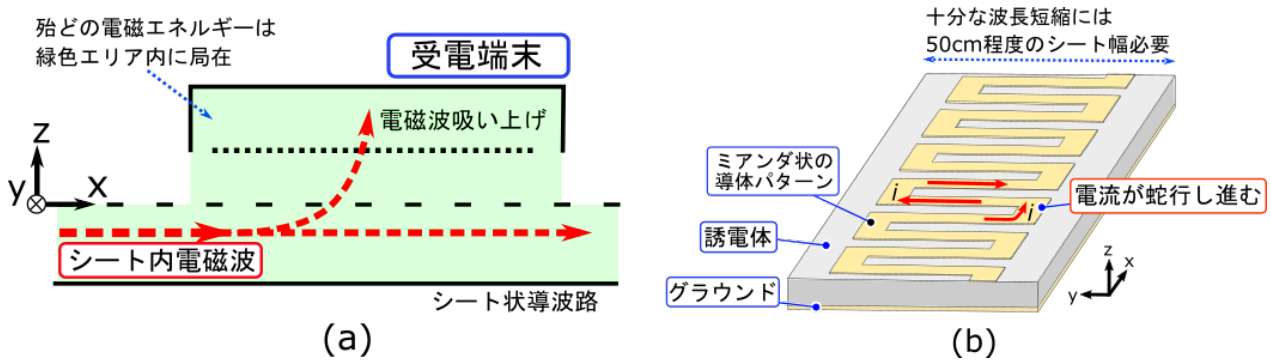 殆どの電磁エネルギーは
緑色エリア内に局在
受電端末
電磁波吸い上げ
z
y
x
シート内電磁波
シート状導波路
(a)
十分な波長短縮には
50cm程度のシート幅必要
ミアンダ状の
導体パターン
i
i
電流が蛇行し進む
誘電体
グラウンド
z
x
y
(b)